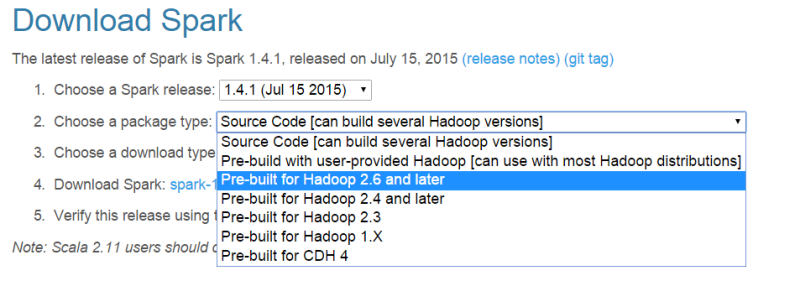 Download Spark
The latest release of Spark is Spark 1.4.1, released on July 15, 2015 (release notes) (git tag)
1. Choose a Spark release: 1.4.1 (Jul 15 2015)
2. Choose a package type: Source Code [can build several Hadoop versions]
Source Code [can build several Hadoop versions]
3. Choose a download type
Pre-build with user-provided Hadoop [can use with most Hadoop distributions]
4. Download Spark: spark-1
Pre-built for Hadoop 2.6 and later
Pre-built for Hadoop 2.4 and later
5. Verify this release using
Pre-built for Hadoop 2.3
Pre-built for Hadoop 1.X
Note: Scala 2.11 users should
Pre-built for CDH 4